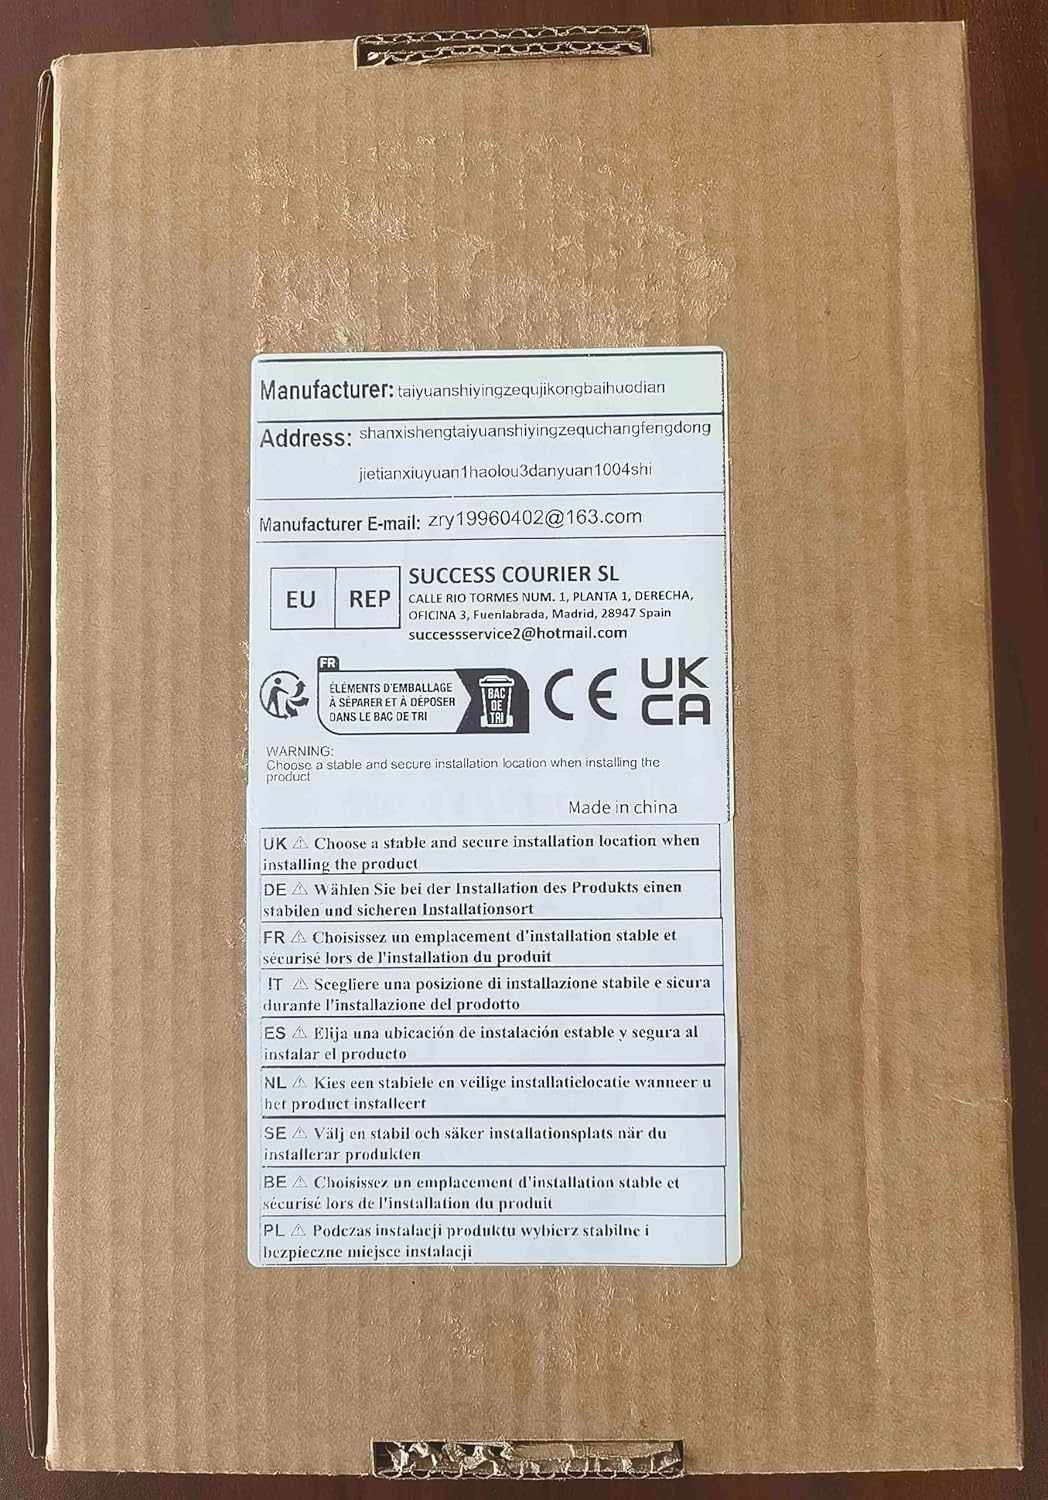 Manufacturer: taiyuanshiyingzequjikongbaihuodian
Address: shanxishengtaiyuanshiyingzequchangfengdong
jietianxiuyuan1haolou3danyuan1004shi
Manufacturer E-mail: zry19960402@163.com
EU REP
SUCCESS COURIER SL
CALLE RIO TORMES NUM. 1, PLANTA 1, DERECHA,
OFICINA 3, Fuenlabrada, Madrid, 28947 Spain
successservice2@hotmail.com
FR
ÉLÉMENTS D'EMBALLAGE
À SÉPARER ET À DÉPOSER
DANS LE BAC DE TRI
BAC
DE
TRI
CE
UK
CA
WARNING:
Choose a stable and secure installation location when installing the
product
Made in china
UK ⚠ Choose a stable and secure installation location when
installing the product
DE ⚠ Wählen Sie bei der Installation des Produkts einen
stabilen und sicheren Installationsort
FR ⚠ Choisissez un emplacement d'installation stable et
sécurisé lors de l'installation du produit
IT ⚠ Scegliere una posizione di installazione stabile e sicura
durante l'installazione del prodotto
ES ⚠ Elija una ubicación de instalación estable y segura al
instalar el producto
NL ⚠ Kies een stabiele en veilige installatielocatie wanneer u
het product installeert
SE ⚠ Välj en stabil och säker installationsplats när du
installerar produkten
BE ⚠ Choisissez un emplacement d'installation stable et
sécurisé lors de l'installation du produit
PL ⚠ Podczas instalacji produktu wybierz stabilne i
bezpieczne miejsce instalacji